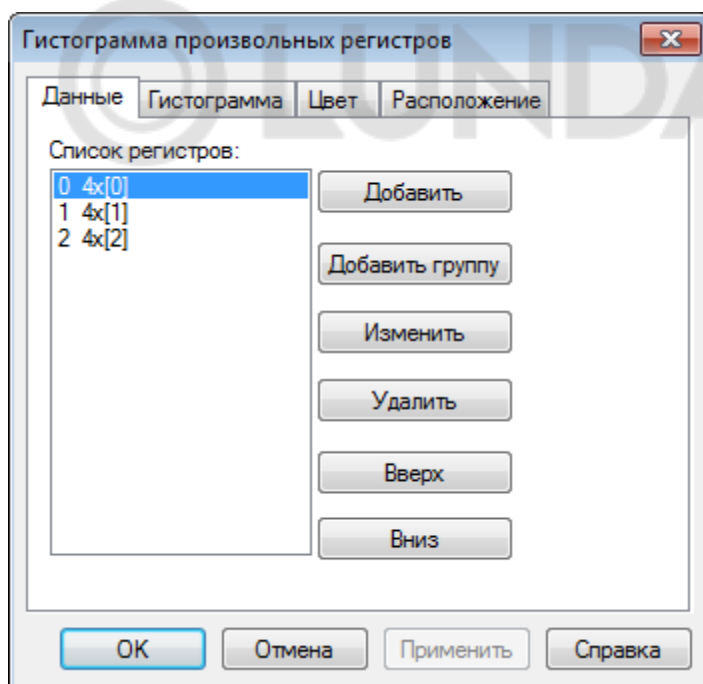 © LUNDA
Гистограмма произвольных регистров
Данные Гистограмма Цвет Расположение
Список регистров:
0 4x[0]
1 4x[1]
2 4x[2]
Добавить
Добавить группу
Изменить
Удалить
Вверх
Вниз
OK Отмена Применить Справка